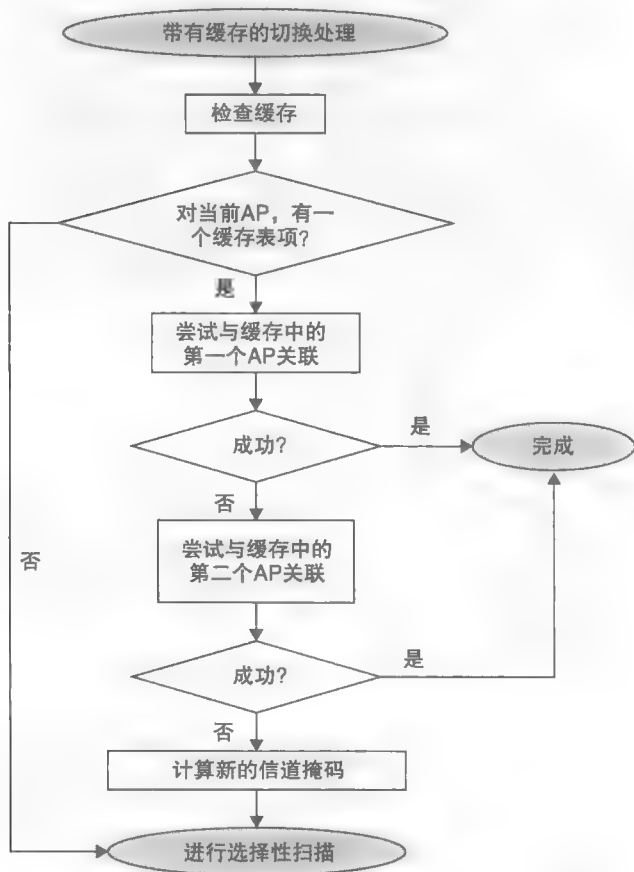 带有缓存的切换处理
检查缓存
对当前AP，有一
个缓存表项？
是
尝试与缓存中的
第一个AP关联
成功？
是
完成
否
尝试与缓存中的
第二个AP关联
否
成功？
是
否
计算新的信道掩码
进行选择性扫描